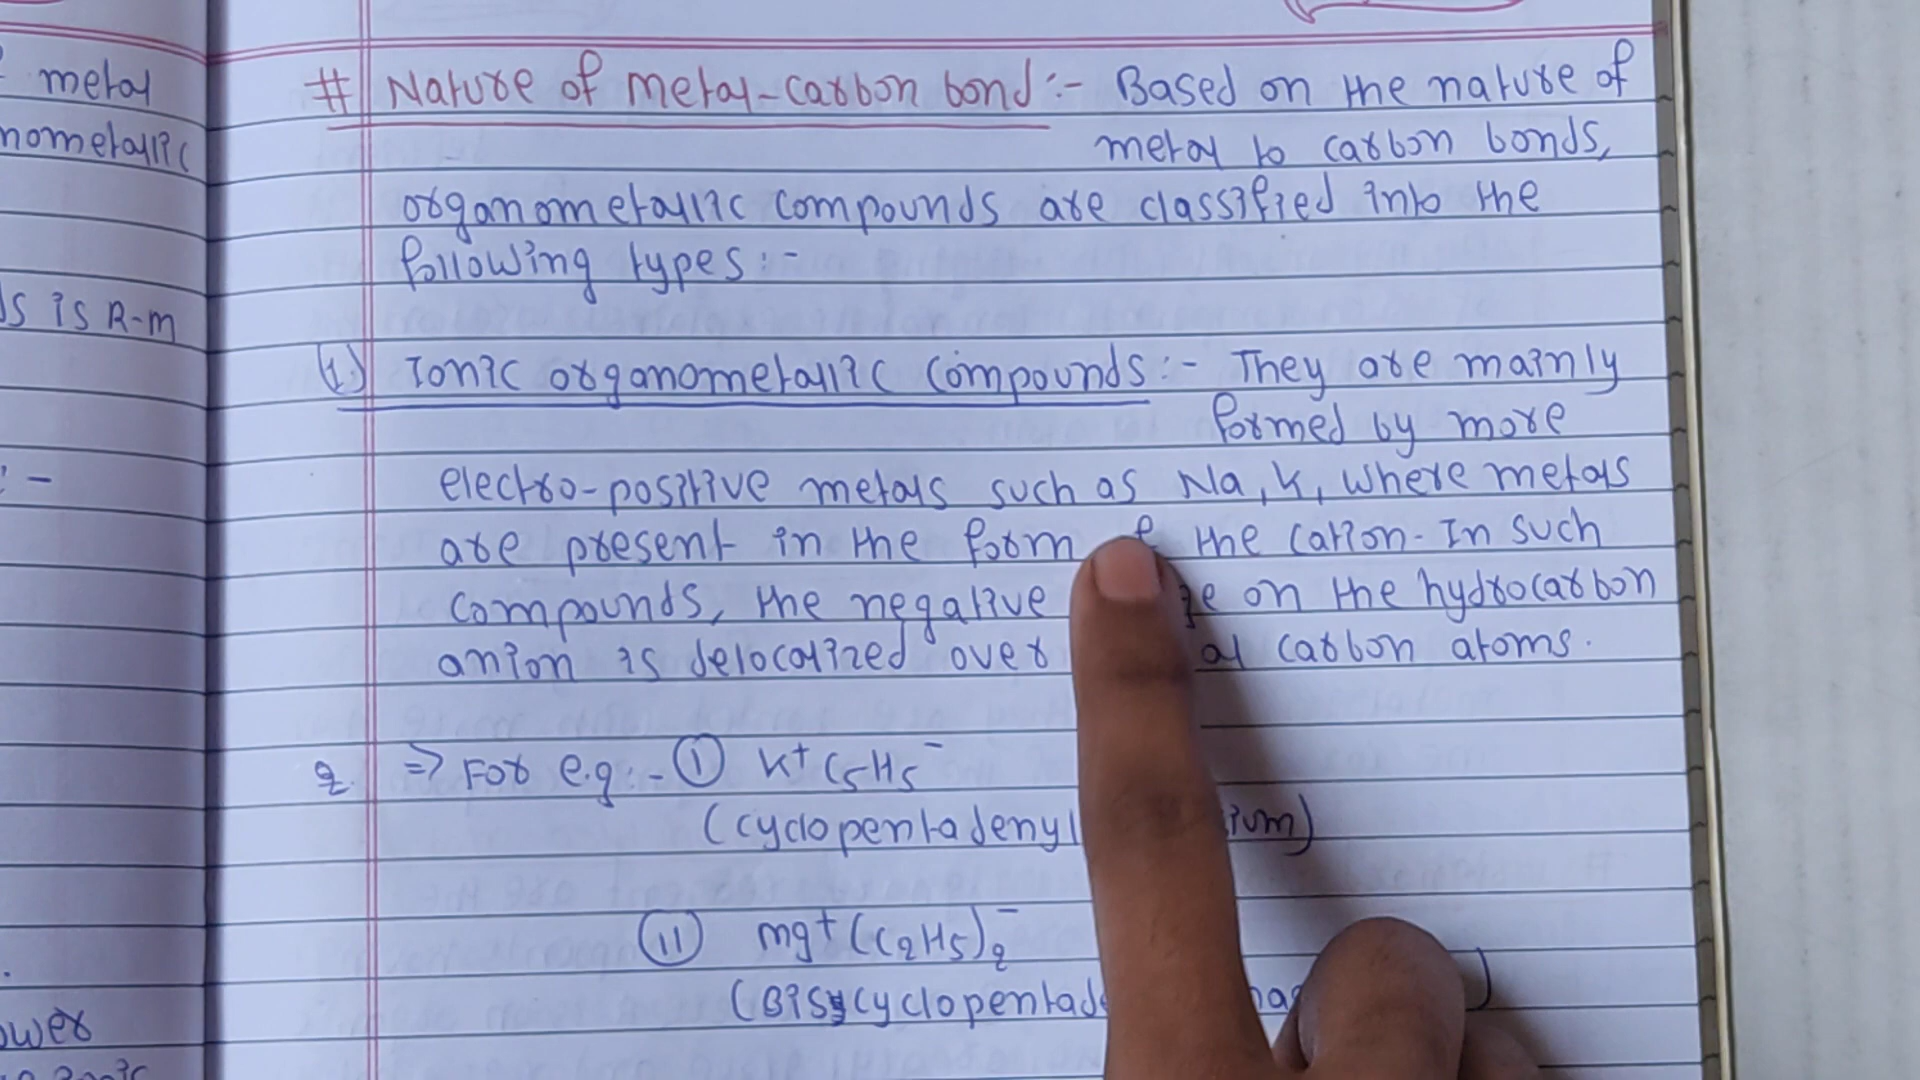 metal
nometallic
s is R-m
:-
.
ower
# Nature of metal-carbon bond :- Based on the nature of
metal to carbon bonds,
organometallic compounds are classified into the
following types :-
(1.) Ionic organometallic compounds :- They are mainly
formed by more
electro-positive metals such as Na, K, where metals
are present in the form of the cation. In such
compounds, the negative on the hydrocarbon
anion is delocalized over carbon atoms.
2. => For e.g :- (i) K⁺C₅H₅⁻
(cyclopentadenyl
(ii) mg⁺(C₂H₅)₂⁻
(Bis cyclopentad